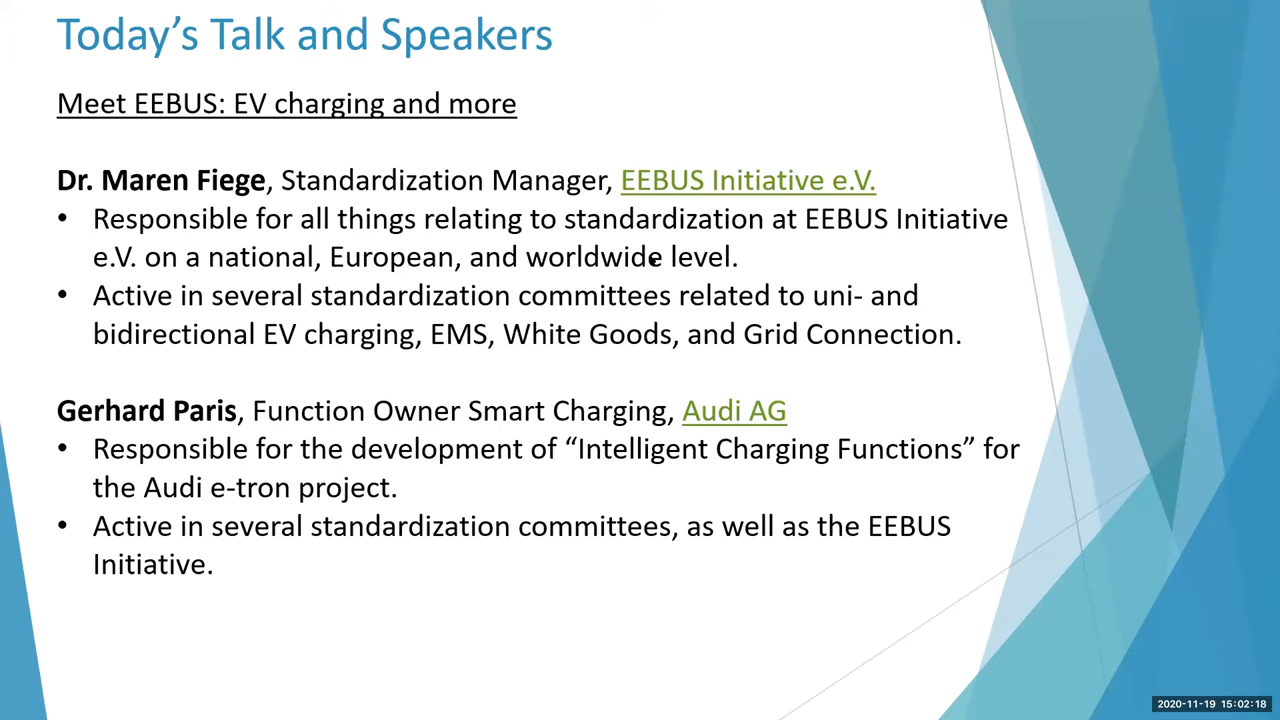 Today’s Talk and Speakers
Meet EEBUS: EV charging and more
Dr. Maren Fiege, Standardization Manager, EEBUS Initiative e.V.
• Responsible for all things relating to standardization at EEBUS Initiative
e.V. on a national, European, and worldwide level.
• Active in several standardization committees related to uni- and
bidirectional EV charging, EMS, White Goods, and Grid Connection.
Gerhard Paris, Function Owner Smart Charging, Audi AG
• Responsible for the development of “Intelligent Charging Functions” for
the Audi e-tron project.
• Active in several standardization committees, as well as the EEBUS
Initiative.
2020-11-19 15:02:18